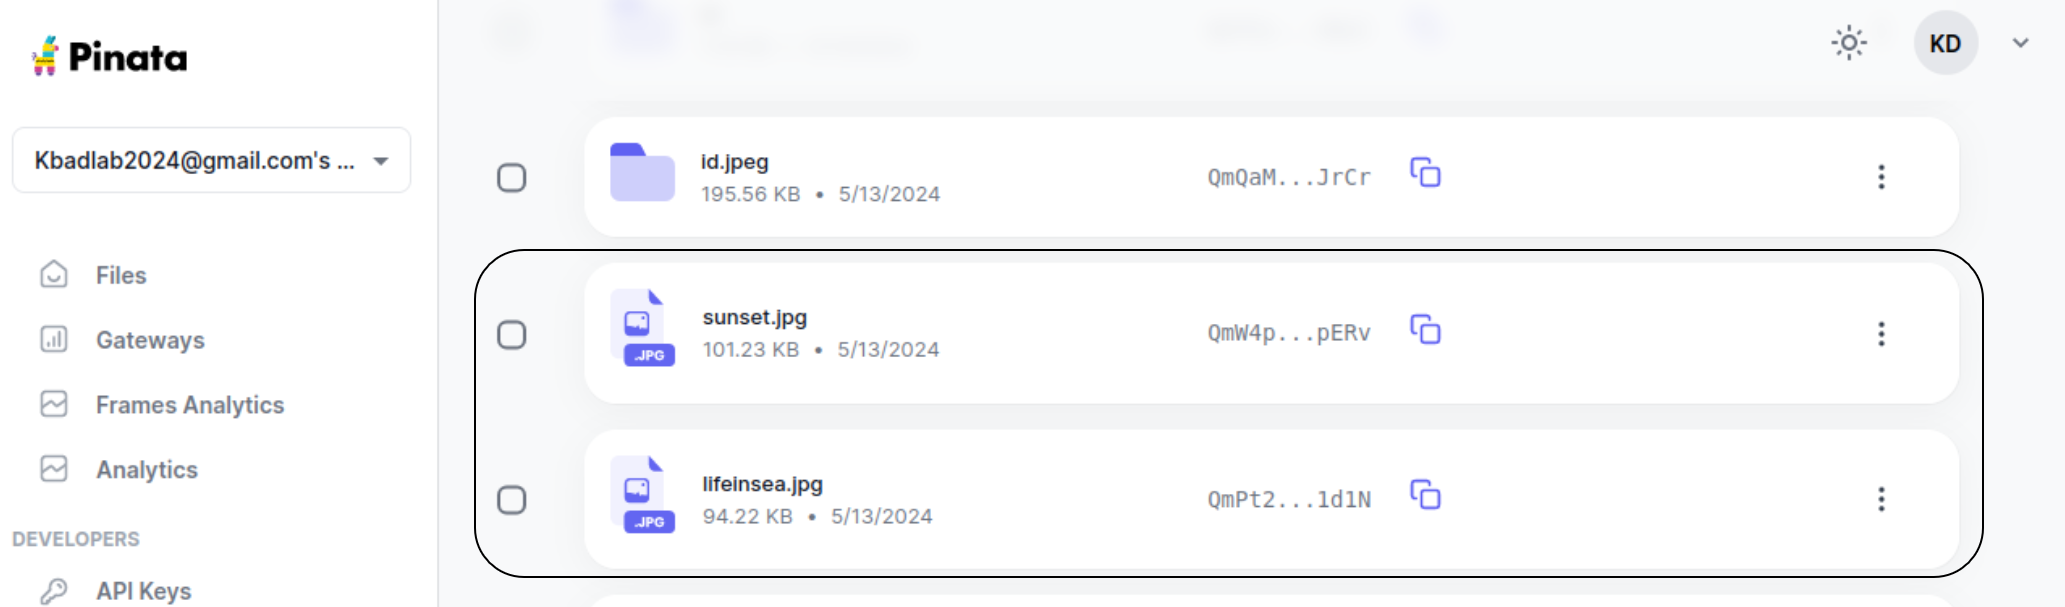 Pinata
KD
Kbadlab2024@gmail.com's ...
Files
Gateways
Frames Analytics
Analytics
DEVELOPERS
API Keys
id.jpeg
195.56 KB • 5/13/2024
QmQaM...JrCr
sunset.jpg
101.23 KB • 5/13/2024
QmW4p...pERv
.JPG
lifeinsea.jpg
94.22 KB • 5/13/2024
QmPt2...1d1N
.JPG